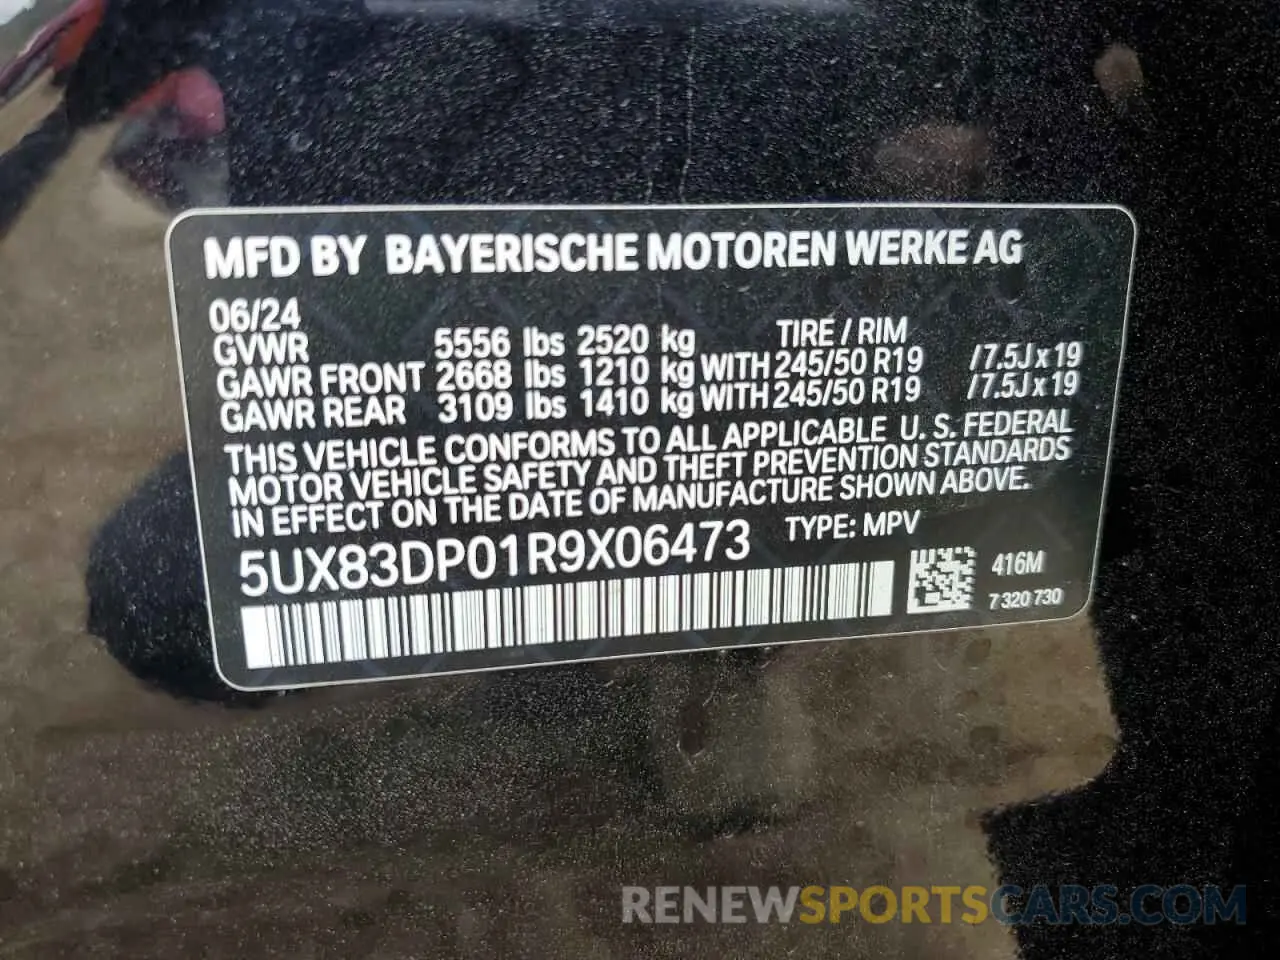 MFD BY BAYERISCHE MOTOREN WERKE AG
06/24
GVWR 5556 lbs 2520 kg TIRE / RIM
GAWR FRONT 2668 lbs 1210 kg WITH 245/50 R19 /7.5J x 19
GAWR REAR 3109 lbs 1410 kg WITH 245/50 R19 /7.5J x 19
THIS VEHICLE CONFORMS TO ALL APPLICABLE U. S. FEDERAL
MOTOR VEHICLE SAFETY AND THEFT PREVENTION STANDARDS
IN EFFECT ON THE DATE OF MANUFACTURE SHOWN ABOVE.
5UX83DP01R9X06473 TYPE: MPV
416M
7 320 730
RENEWSPORTSCARS.COM